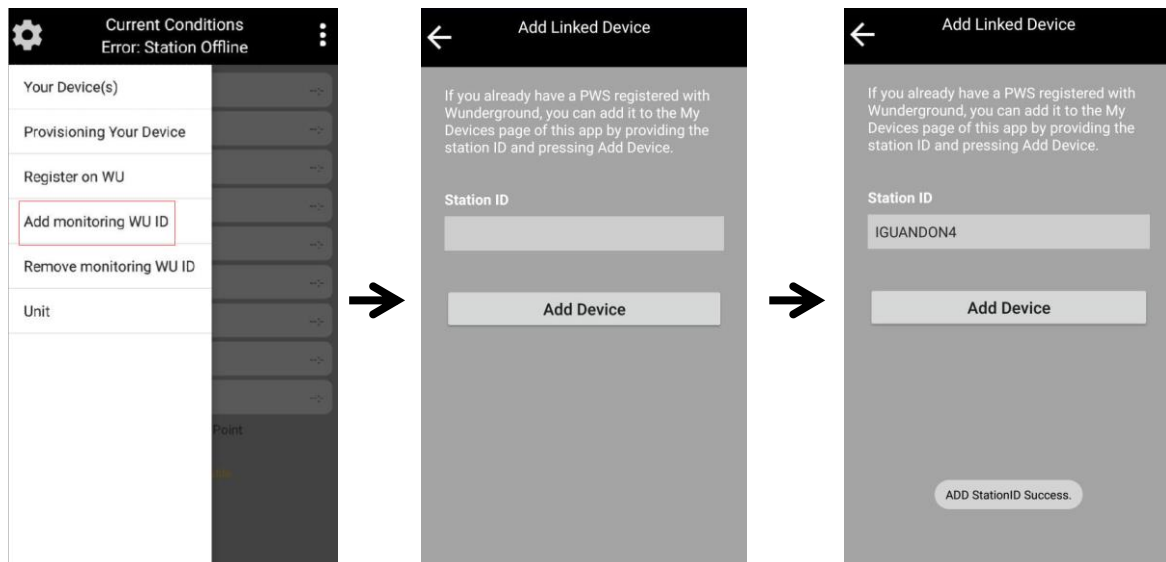 Current Conditions
Error: Station Offline
Your Device(s)
Provisioning Your Device
Register on WU
Add monitoring WU ID
Remove monitoring WU ID
Unit
--:-
--:-
--:-
--:-
--:-
--:-
--:-
--:-
--:-
Point
Add Linked Device
If you already have a PWS registered with
Wunderground, you can add it to the My
Devices page of this app by providing the
station ID and pressing Add Device.
Station ID
Add Device
Add Linked Device
If you already have a PWS registered with
Wunderground, you can add it to the My
Devices page of this app by providing the
station ID and pressing Add Device.
Station ID
IGUANDON4
Add Device
ADD StationID Success.